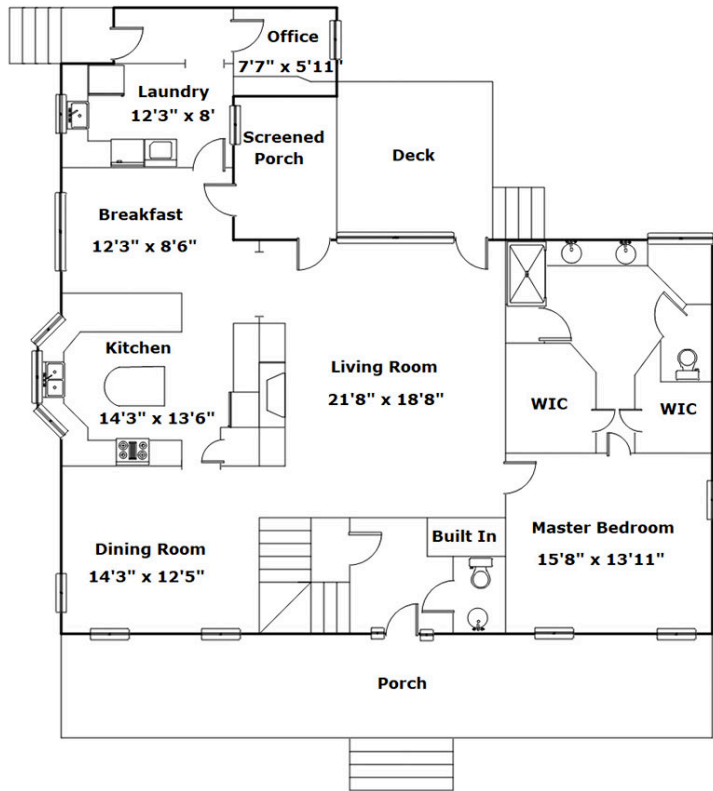 Office
7'7" x 5'11"
Laundry
12'3" x 8'
Screened
Porch
Deck
Breakfast
12'3" x 8'6"
Kitchen
14'3" x 13'6"
Living Room
21'8" x 18'8"
WIC
WIC
Built In
Master Bedroom
15'8" x 13'11"
Dining Room
14'3" x 12'5"
Porch